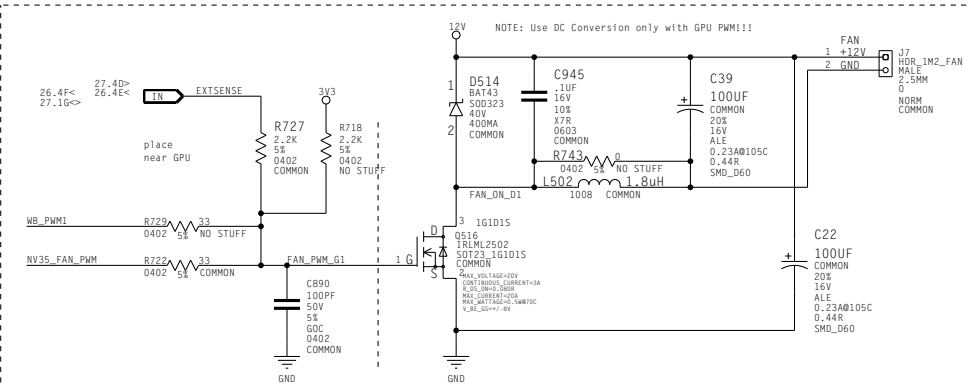 12V
NOTE: Use DC Conversion only with GPU PWM!!!
FAN
1 +12V
2 GND
J7
HDR_1M2_FAN
MALE
2.5MM
0
NORM
COMMON
27.4D>
26.4F< 26.4E<
27.1G<>
IN
EXTSENSE
3V3
place
near GPU
R727
2.2K
5%
0402
COMMON
R718
2.2K
5%
0402
NO STUFF
1
D514
BAT43
SOD323
40V
400MA
COMMON
2
C945
.1UF
16V
10%
X7R
0603
COMMON
C39
100UF
COMMON
20%
16V
ALE
0.23A@105C
0.44R
SMD_D60
R743 0
0402 5% NO STUFF
L502 1.8uH
1008 COMMON
FAN_ON_D1
WB_PWM1
R729 33
0402 5% NO STUFF
NV35_FAN_PWM
R722 33
0402 5% COMMON
FAN_PWM_G1
1 G
D
S
3 1G1D1S
Q516
IRLML2502
SOT23_1G1D1S
COMMON
2
MAX_VOLTAGE=20V
CONTINUOUS_CURRENT=3A
R_DS_ON=0.080R
MAX_CURRENT=20A
MAX_WATTAGE=0.5W@70C
V_BE_GS=+/-8V
C890
100PF
50V
5%
GOC
0402
COMMON
GND
GND
C22
100UF
COMMON
20%
16V
ALE
0.23A@105C
0.44R
SMD_D60
+
+